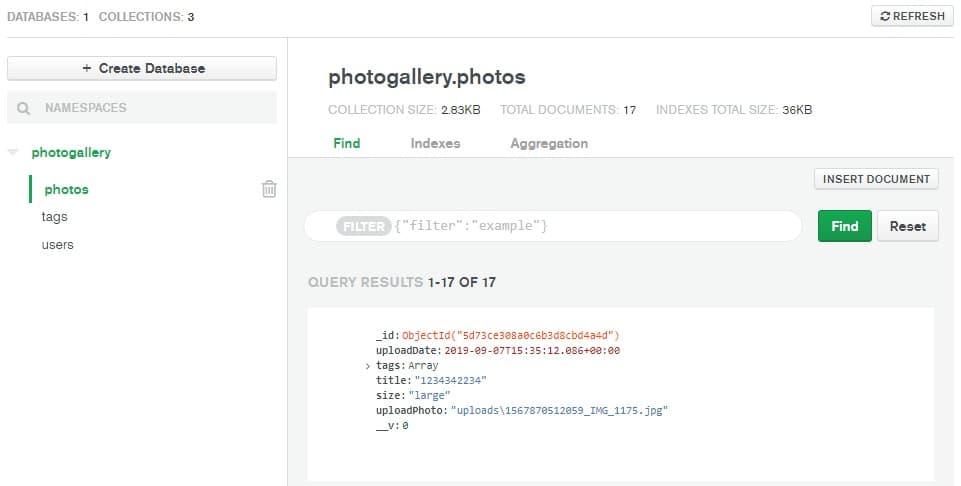 DATABASES: 1 COLLECTIONS: 3
REFRESH
+ Create Database
NAMESPACES
photogallery
photos
tags
users
photogallery.photos
COLLECTION SIZE: 2.83KB TOTAL DOCUMENTS: 17 INDEXES TOTAL SIZE: 36KB
Find Indexes Aggregation
INSERT DOCUMENT
FILTER {"filter":"example"}
Find Reset
QUERY RESULTS 1-17 OF 17
_id: ObjectId("5d73ce308a0c6b3d8cbd4a4d")
uploadDate: 2019-09-07T15:35:12.086+00:00
> tags: Array
title: "1234342234"
size: "large"
uploadPhoto: "uploads\1567870512059_IMG_1175.jpg"
__v: 0